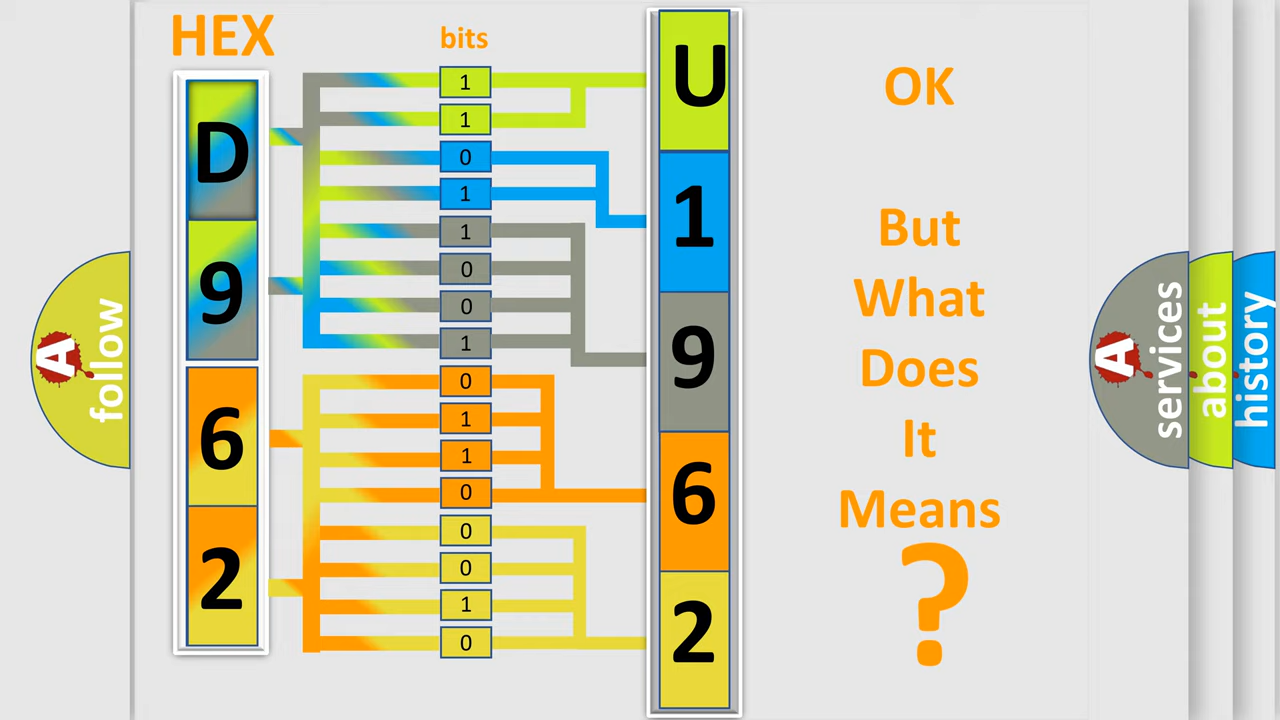 HEX
bits
D
9
6
2
1
1
0
1
1
0
0
1
0
1
1
0
0
0
1
0
U
1
9
6
2
OK
But
What
Does
It
Means
?
A
follow
A
services
about
history